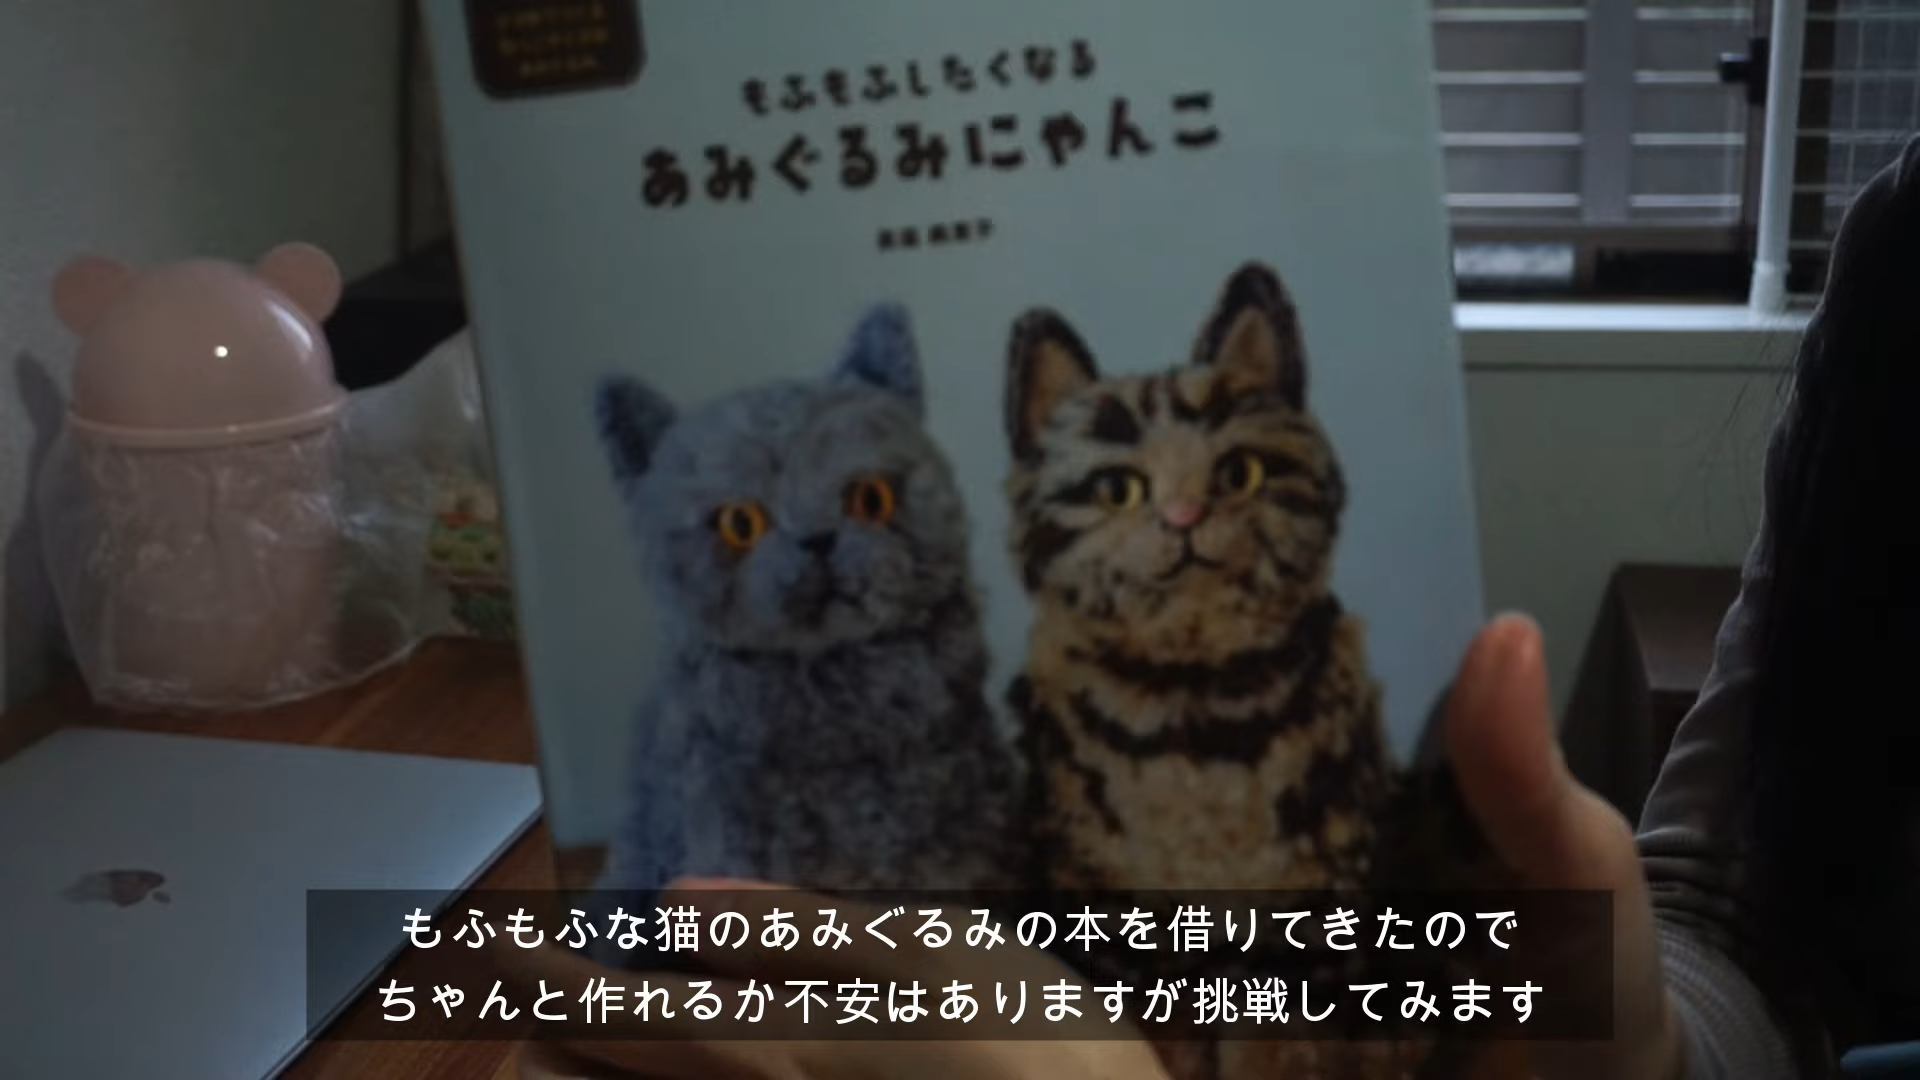 もふもふしたくなる
あみぐるみにゃんこ
もふもふな猫のあみぐるみの本を借りてきたので
ちゃんと作れるか不安はありますが挑戦してみます